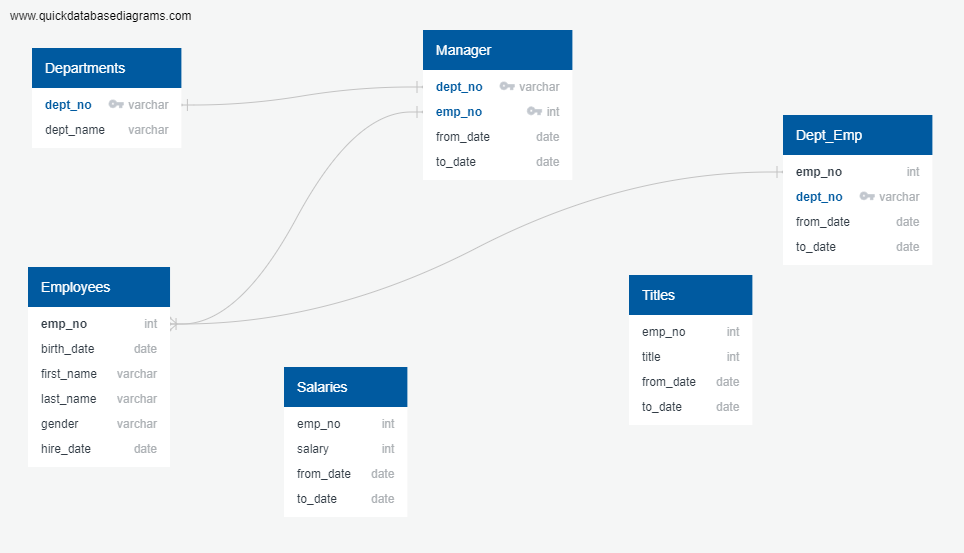 www.quickdatabasediagrams.com
Departments
dept_no varchar
dept_name varchar
Manager
dept_no varchar
emp_no int
from_date date
to_date date
Dept_Emp
emp_no int
dept_no varchar
from_date date
to_date date
Employees
emp_no int
birth_date date
first_name varchar
last_name varchar
gender varchar
hire_date date
Salaries
emp_no int
salary int
from_date date
to_date date
Titles
emp_no int
title int
from_date date
to_date date